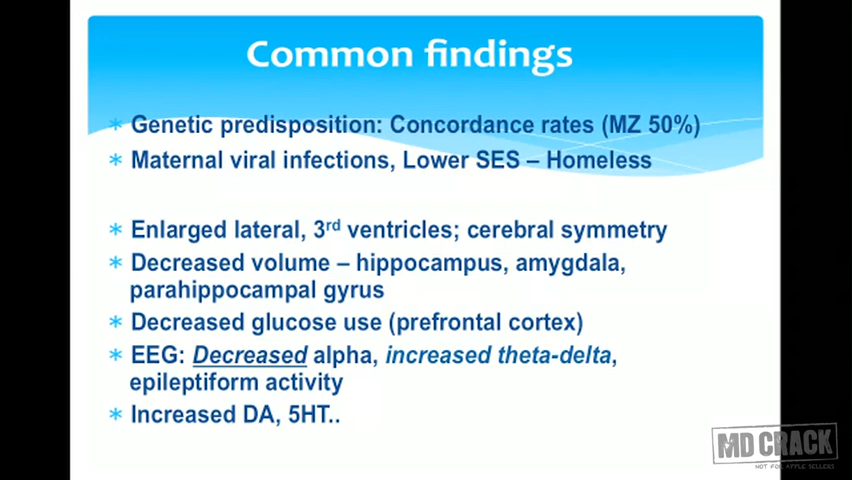 Common findings
* Genetic predisposition: Concordance rates (MZ 50%)
* Maternal viral infections, Lower SES – Homeless
* Enlarged lateral, 3rd ventricles; cerebral symmetry
* Decreased volume – hippocampus, amygdala,
parahippocampal gyrus
* Decreased glucose use (prefrontal cortex)
* EEG: Decreased alpha, increased theta-delta,
epileptiform activity
* Increased DA, 5HT..
MD CRACK
NOT FOR APPLE SELLERS